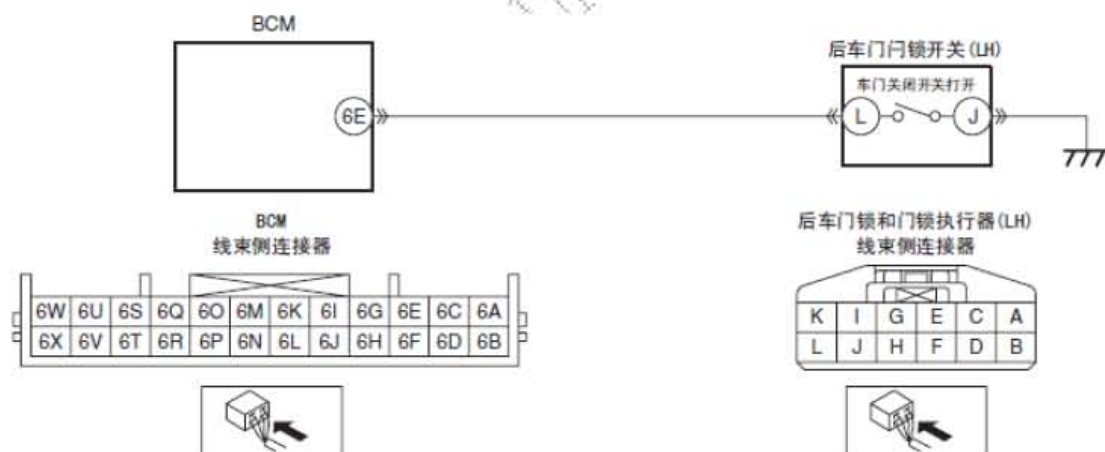 BCM
后车门闩锁开关(LH)
车门关闭开关打开
6E
L
J
BCM
线束侧连接器
后车门锁和门锁执行器(LH)
线束侧连接器
6W 6U 6S 6Q 6O 6M 6K 6I 6G 6E 6C 6A
6X 6V 6T 6R 6P 6N 6L 6J 6H 6F 6D 6B
K I G E C A
L J H F D B